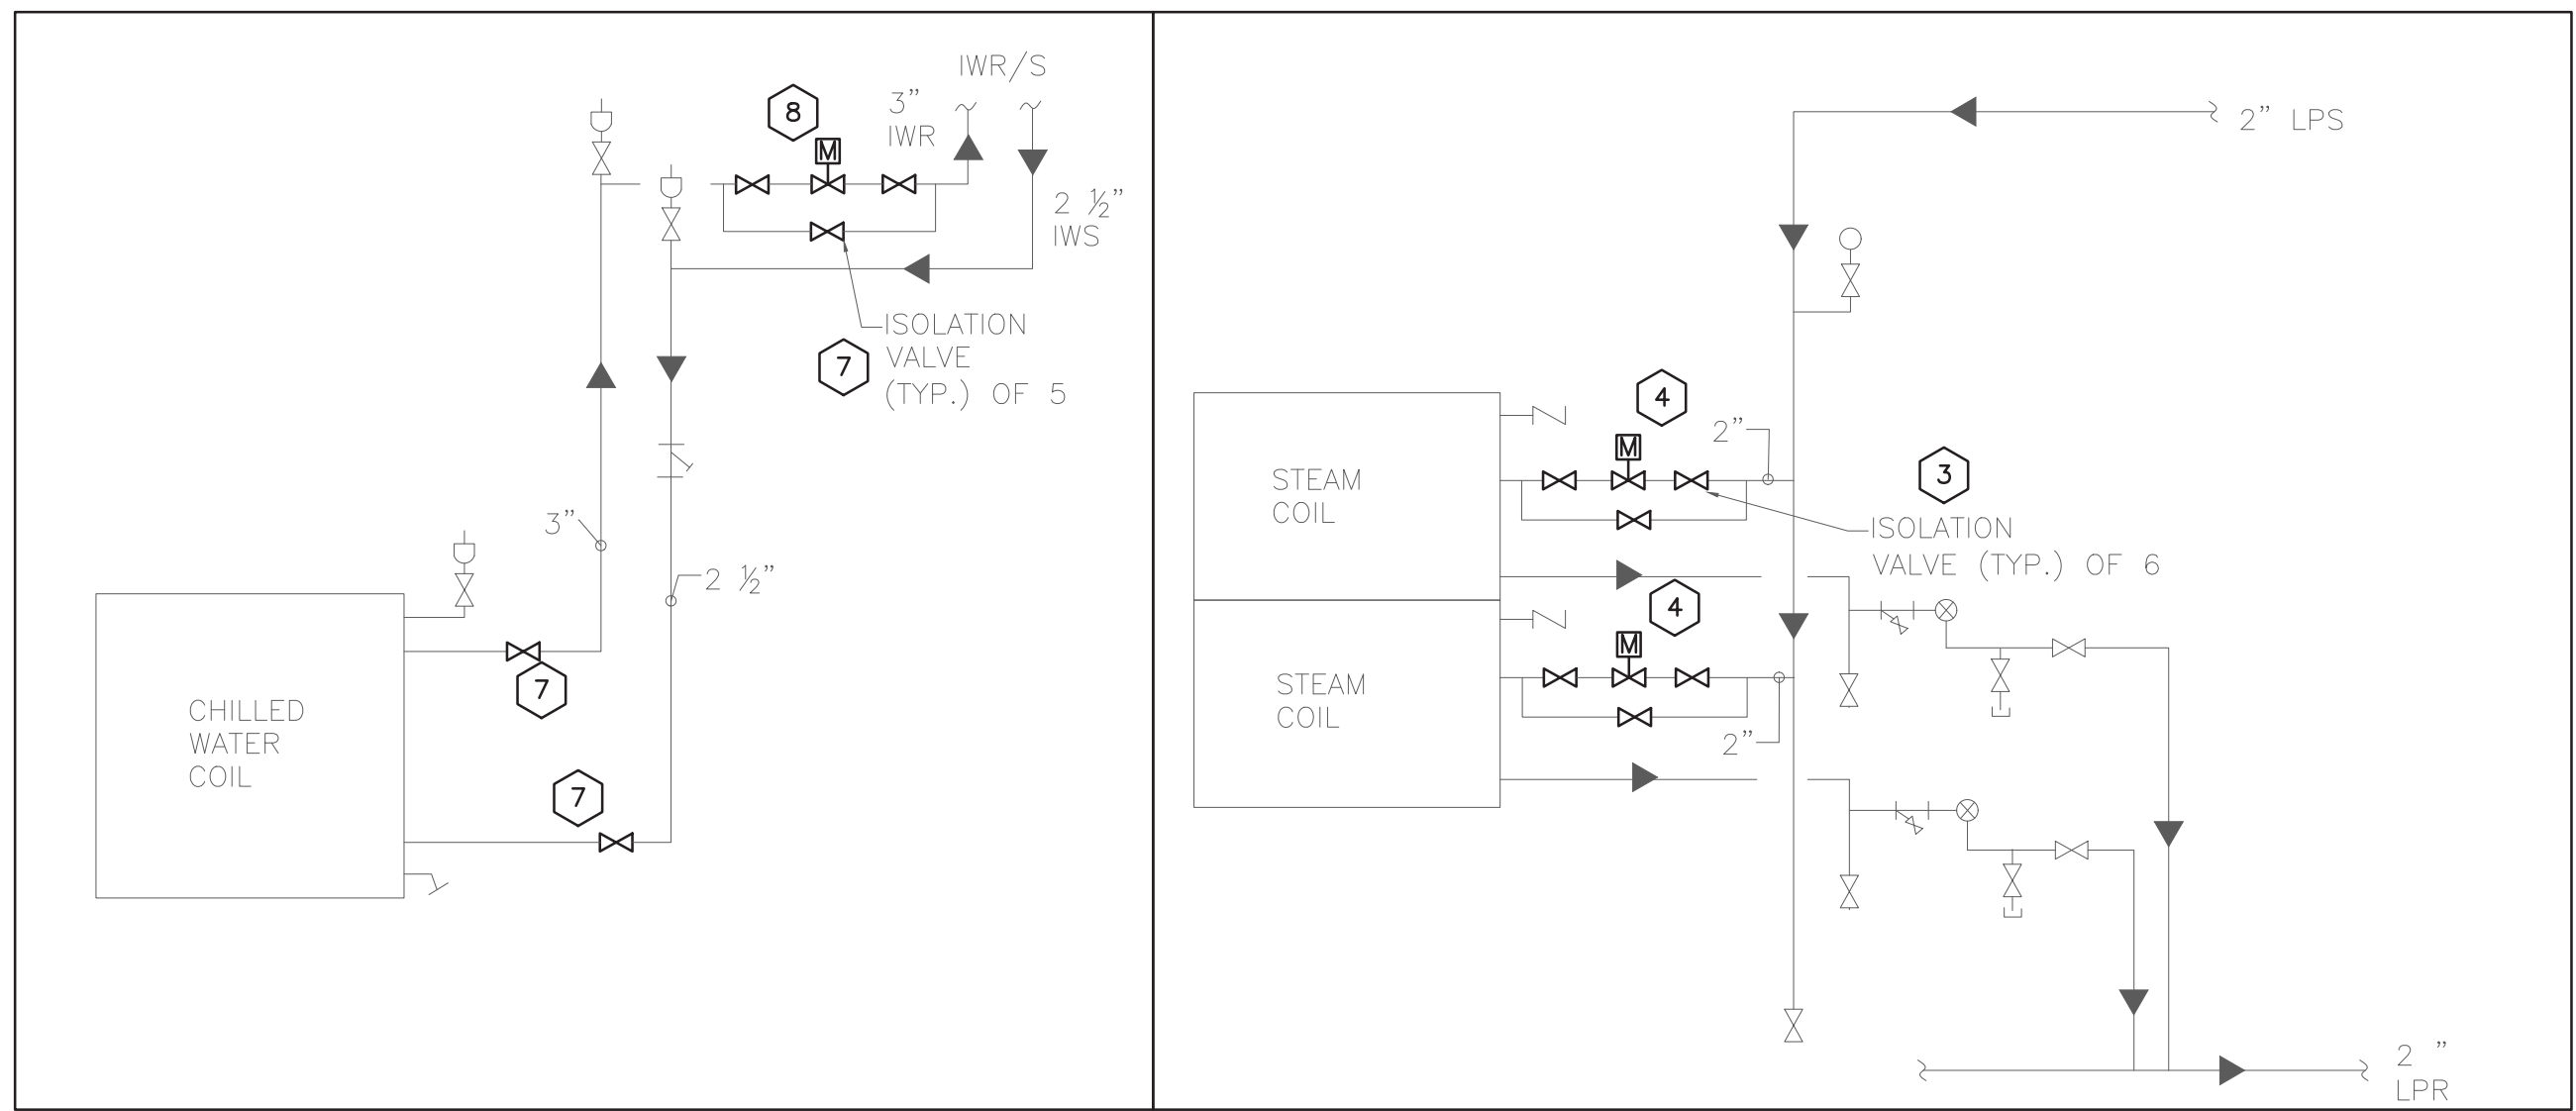 IWR/S
8
3"
IWR
M
2 ½"
IWS
ISOLATION
VALVE
(TYP.) OF 5
7
3"
2 ½"
7
CHILLED
WATER
COIL
7
2" LPS
4
2"
M
3
STEAM
COIL
ISOLATION
VALVE (TYP.) OF 6
4
M
STEAM
COIL
2"
2 "
LPR